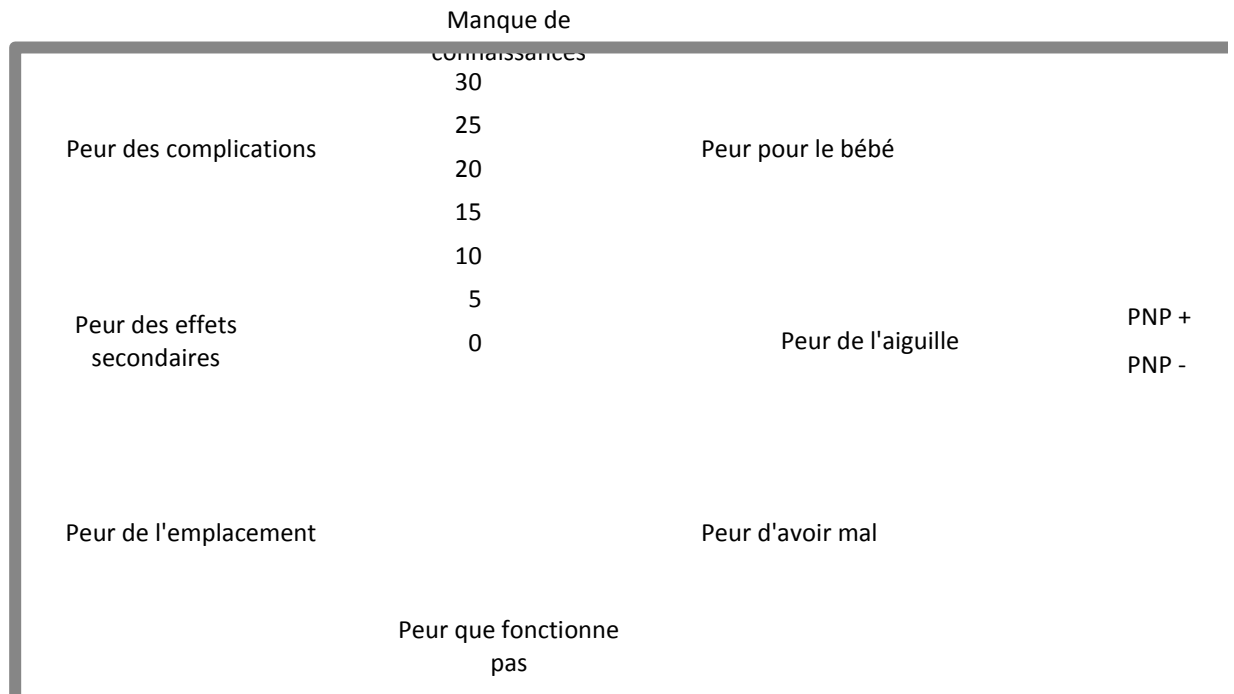 Manque de
connaissances
30
25
Peur des complications
Peur pour le bébé
20
15
10
5
Peur des effets
secondaires
0
Peur de l'aiguille
PNP +
PNP -
Peur de l'emplacement
Peur d'avoir mal
Peur que fonctionne
pas